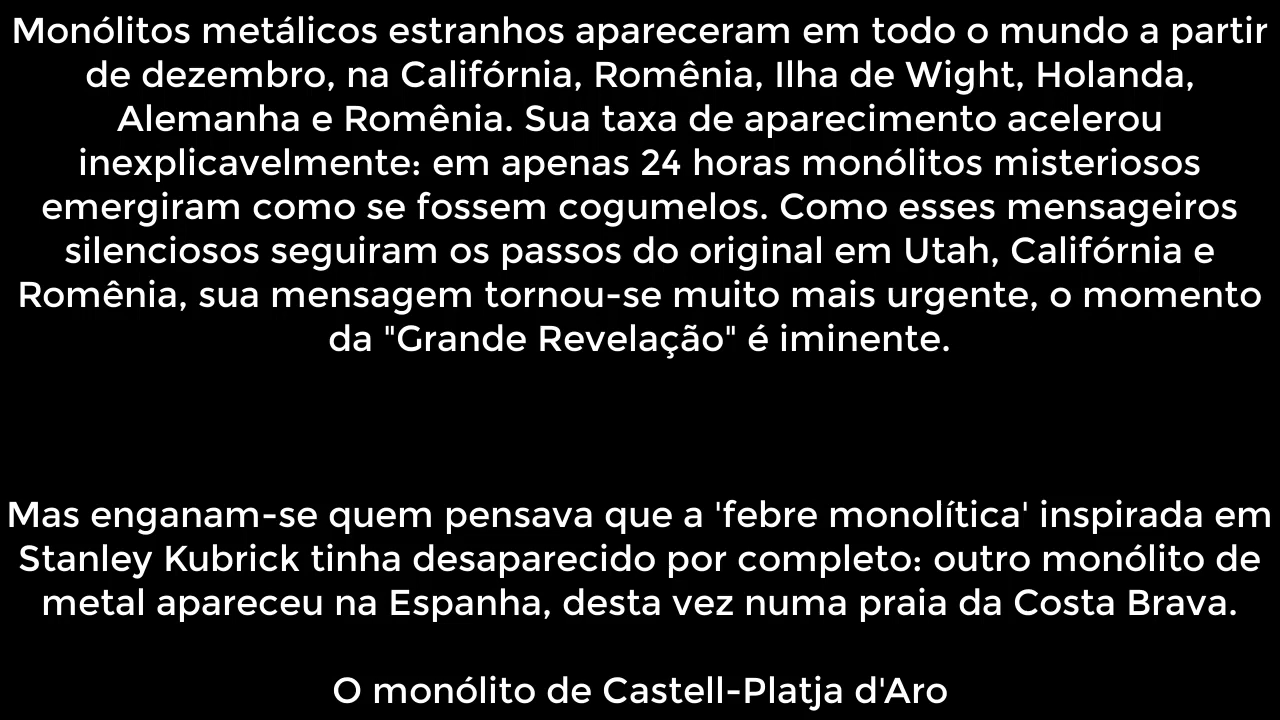 Monólitos metálicos estranhos apareceram em todo o mundo a partir
de dezembro, na Califórnia, Romênia, Ilha de Wight, Holanda,
Alemanha e Romênia. Sua taxa de aparecimento acelerou
inexplicavelmente: em apenas 24 horas monólitos misteriosos
emergiram como se fossem cogumelos. Como esses mensageiros
silenciosos seguiram os passos do original em Utah, Califórnia e
Romênia, sua mensagem tornou-se muito mais urgente, o momento
da "Grande Revelação" é iminente.
Mas enganam-se quem pensava que a 'febre monolítica' inspirada em
Stanley Kubrick tinha desaparecido por completo: outro monólito de
metal apareceu na Espanha, desta vez numa praia da Costa Brava.
O monólito de Castell-Platja d'Aro